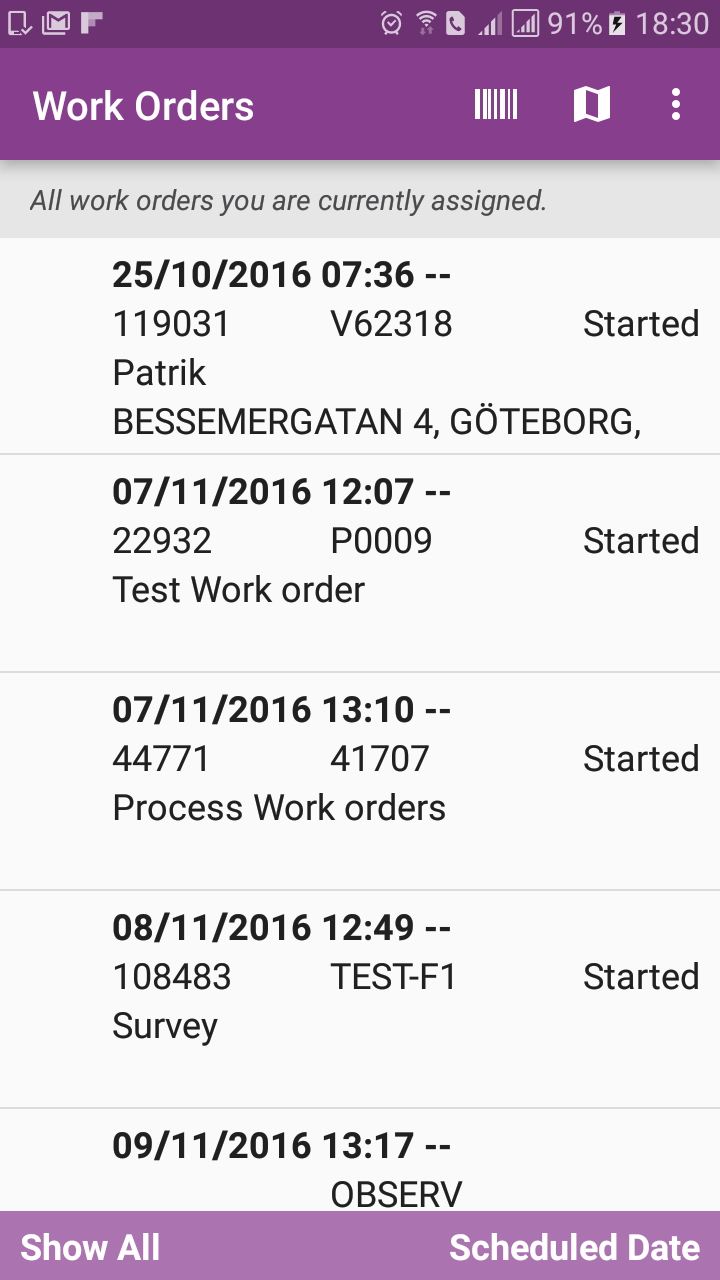 91% 18:30
Work Orders
All work orders you are currently assigned.
25/10/2016 07:36 --
119031 V62318 Started
Patrik
BESSEMERGATAN 4, GÖTEBORG,
07/11/2016 12:07 --
22932 P0009 Started
Test Work order
07/11/2016 13:10 --
44771 41707 Started
Process Work orders
08/11/2016 12:49 --
108483 TEST-F1 Started
Survey
09/11/2016 13:17 --
OBSERV
Show All Scheduled Date